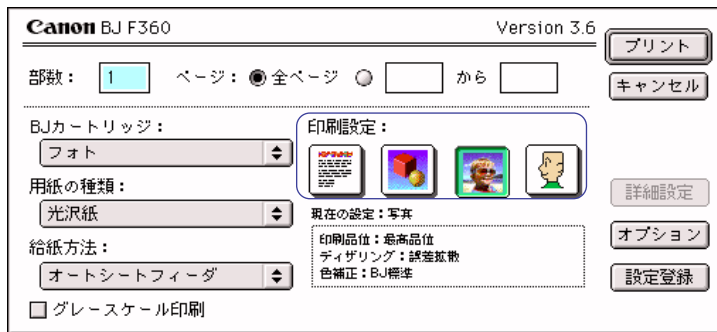 Canon BJ F360
Version 3.6
部数： 1 ページ： 全ページ から
プリント
キャンセル
BJカートリッジ：
フォト
用紙の種類：
光沢紙
給紙方法：
オートシートフィーダ
グレースケール印刷
印刷設定：
現在の設定：写真
印刷品位：最高品位
ディザリング：誤差拡散
色補正：BJ標準
詳細設定
オプション
設定登録